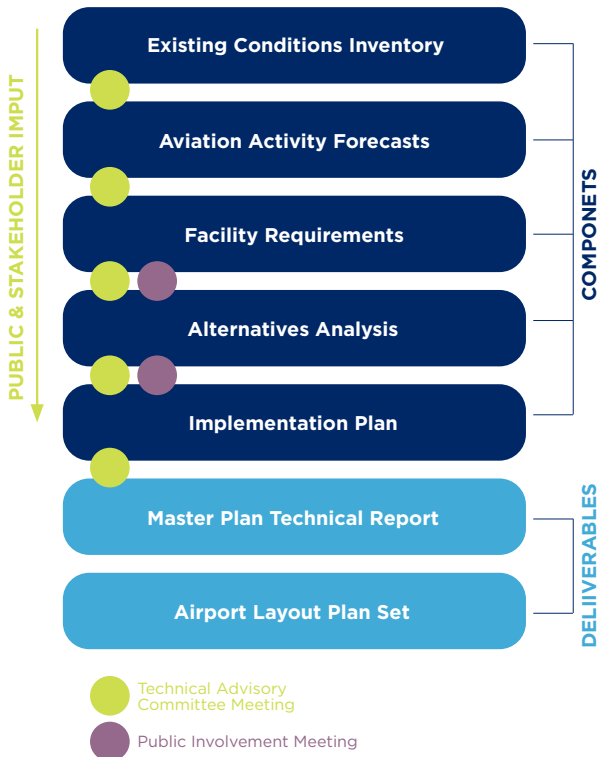 PUBLIC & STAKEHOLDER IMPUT
Existing Conditions Inventory
Aviation Activity Forecasts
Facility Requirements
Alternatives Analysis
Implementation Plan
COMPONETS
Master Plan Technical Report
Airport Layout Plan Set
DELIIVERABLES
Technical Advisory
Committee Meeting
Public Involvement Meeting